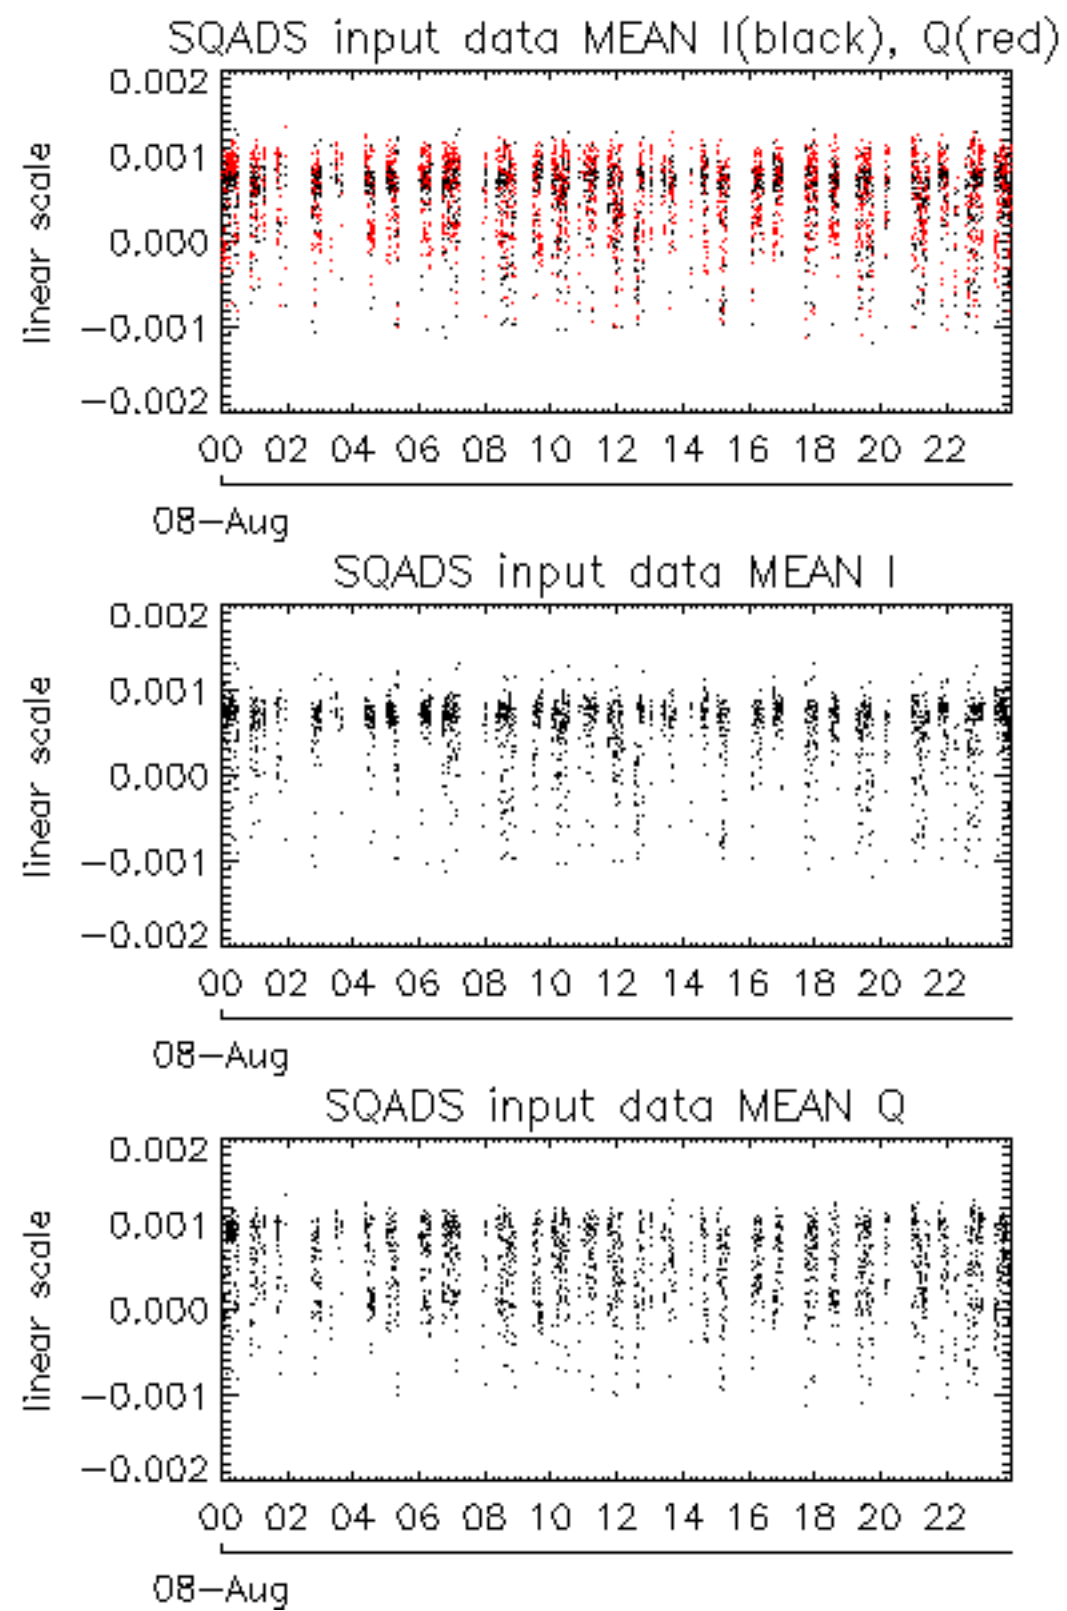 SQADS input data MEAN I(black), Q(red)
0.002
0.001
0.000
−0.001
−0.002
linear scale
00 02 04 06 08 10 12 14 16 18 20 22
08−Aug
SQADS input data MEAN I
0.002
0.001
0.000
−0.001
−0.002
linear scale
00 02 04 06 08 10 12 14 16 18 20 22
08−Aug
SQADS input data MEAN Q
0.002
0.001
0.000
−0.001
−0.002
linear scale
00 02 04 06 08 10 12 14 16 18 20 22
08−Aug